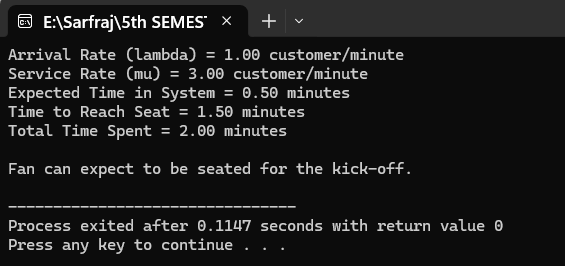 E:\Sarfraj\5th SEMES
Arrival Rate (lambda) = 1.00 customer/minute
Service Rate (mu) = 3.00 customer/minute
Expected Time in System = 0.50 minutes
Time to Reach Seat = 1.50 minutes
Total Time Spent = 2.00 minutes
Fan can expect to be seated for the kick-off.
--------------------------------
Process exited after 0.1147 seconds with return value 0
Press any key to continue . . .